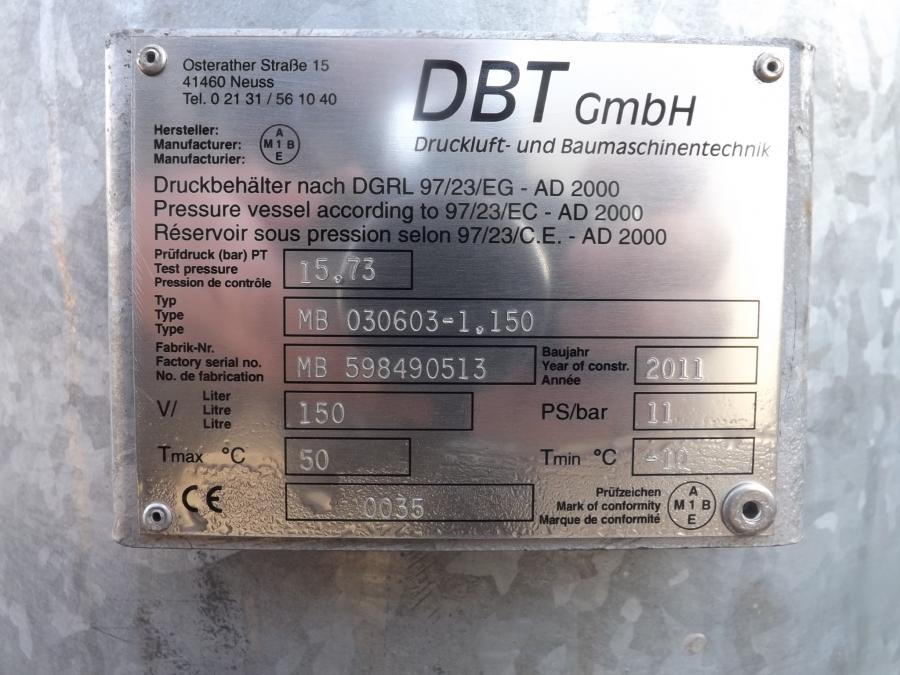 Osterather Straße 15
41460 Neuss
Tel. 0 21 31 / 56 10 40
DBT GmbH
Druckluft- und Baumaschinentechnik
Hersteller:
Manufacturer:
Manufacturier:
A
M 1 B
E
Druckbehälter nach DGRL 97/23/EG - AD 2000
Pressure vessel according to 97/23/EC - AD 2000
Réservoir sous pression selon 97/23/C.E. - AD 2000
Prüfdruck (bar) PT
Test pressure
Pression de contrôle
15,73
Typ
Type
Type
MB 030603-1.150
Fabrik-Nr.
Factory serial no.
No. de fabrication
MB 598490513
Baujahr
Year of constr.
Année
2011
V/
Liter
Litre
Litre
150
PS/bar
11
Tmax °C
50
Tmin °C
-10
CE
0035
Prüfzeichen
Mark of conformity
Marque de conformité
A
M 1 B
E